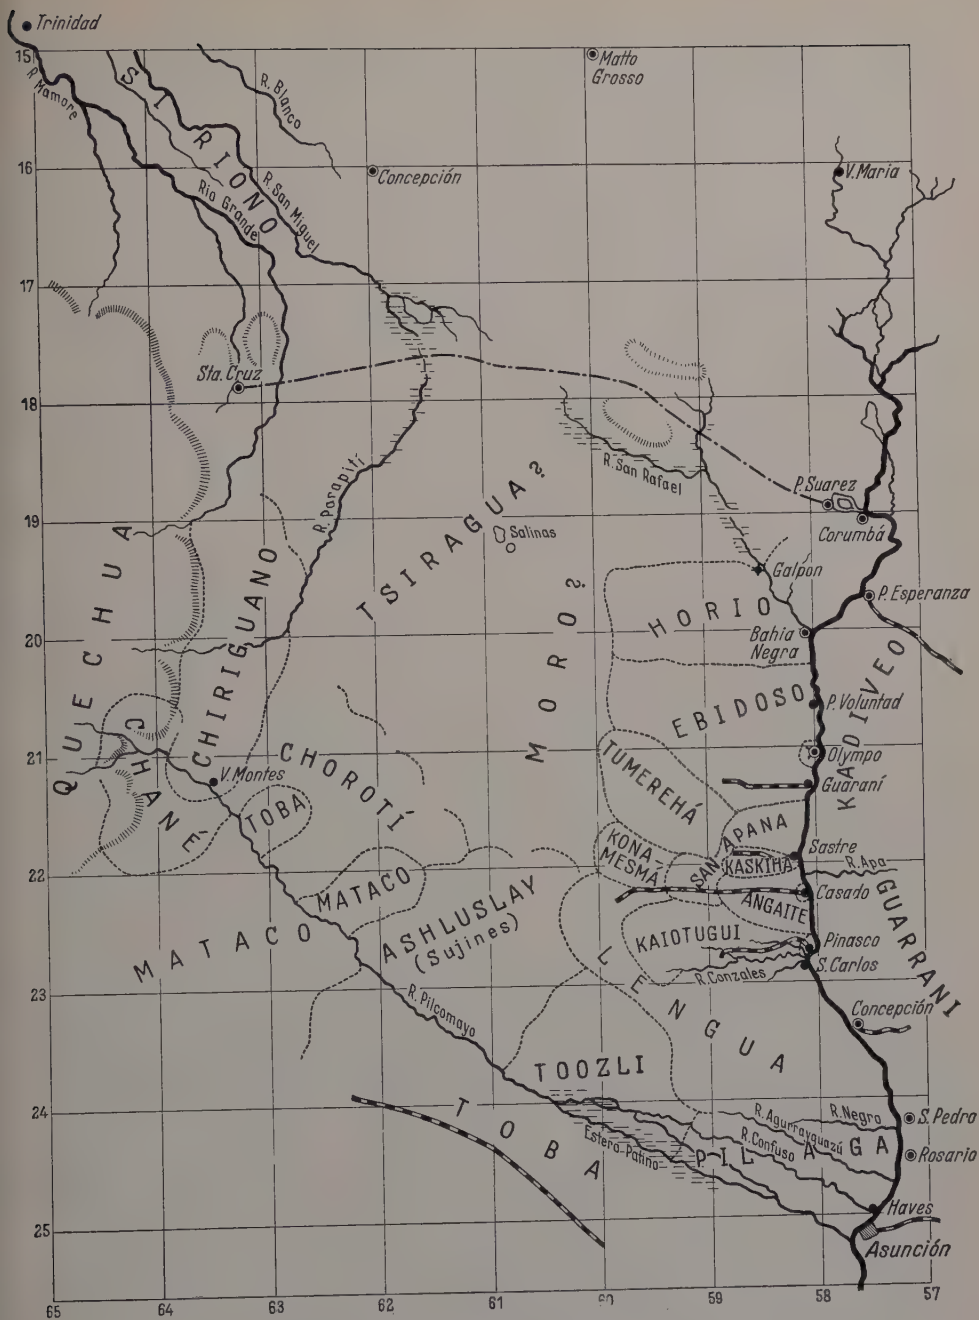 Trinidad
15
R. Mamore
SIRIONO
R. Blanco
Matto
Grosso
16
Concepción
V. Maria
Rio Grande
R. San Miguel
17
Sta. Cruz
18
R. San Rafael
P. Suarez
Corumbá
R. Parapití
TSIRAGUA?
Salinas
19
QUECHUA
CHIRIGUANO
Galpon
P. Esperanza
HORIO
Bahia
Negra
20
MORO?
KADIVEO
EBIDOSO
P. Voluntad
CHANÉ
21
V. Montes
CHOROTÍ
TUMEREHÁ
Olympo
Guaraní
TOBA
SANAPANA
Sastre
KONA-
MESMÁ
KASKIHA
R. Apa
22
MATACO
Casado
ANGAITE
GUARRANI
MATACO
ASHLUSLAY
(Sujines)
KAIOTUGUI
Pinasco
S. Carlos
R. Conzales
LENGUA
23
R. Pilcomayo
Concepción
TOOZLI
24
TOBA
R. Negro
S. Pedro
R. Agurrayguazú
R. Confuso
Estero-Patino
PILAGA
Rosario
Haves
25
Asunción
65
64
63
62
61
60
59
58
57